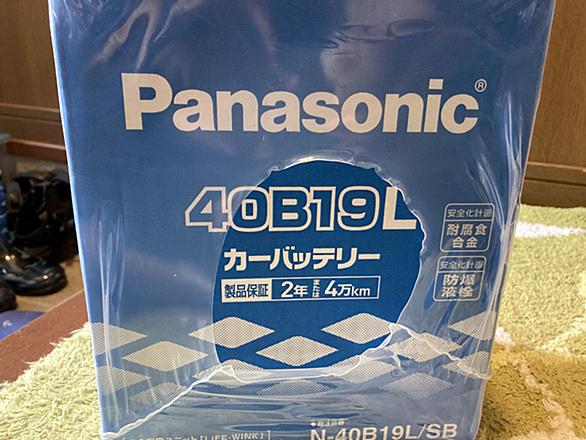 Panasonic®
40B19L
カーバッテリー
製品保証 2年または4万km
安全化計画
耐腐食
合金
安全化計画
防爆
液栓
「LIFE-WINK」
N-40B19L/SB